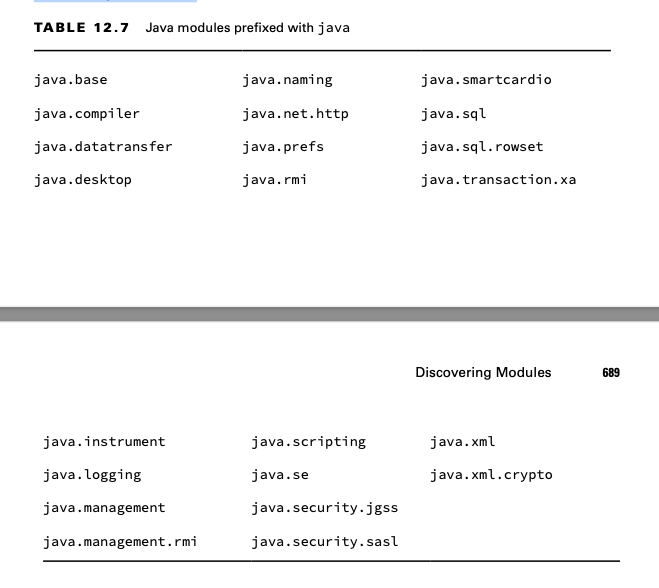 TABLE 12.7 Java modules prefixed with java
java.base java.naming java.smartcardio
java.compiler java.net.http java.sql
java.datatransfer java.prefs java.sql.rowset
java.desktop java.rmi java.transaction.xa
Discovering Modules 689
java.instrument java.scripting java.xml
java.logging java.se java.xml.crypto
java.management java.security.jgss
java.management.rmi java.security.sasl